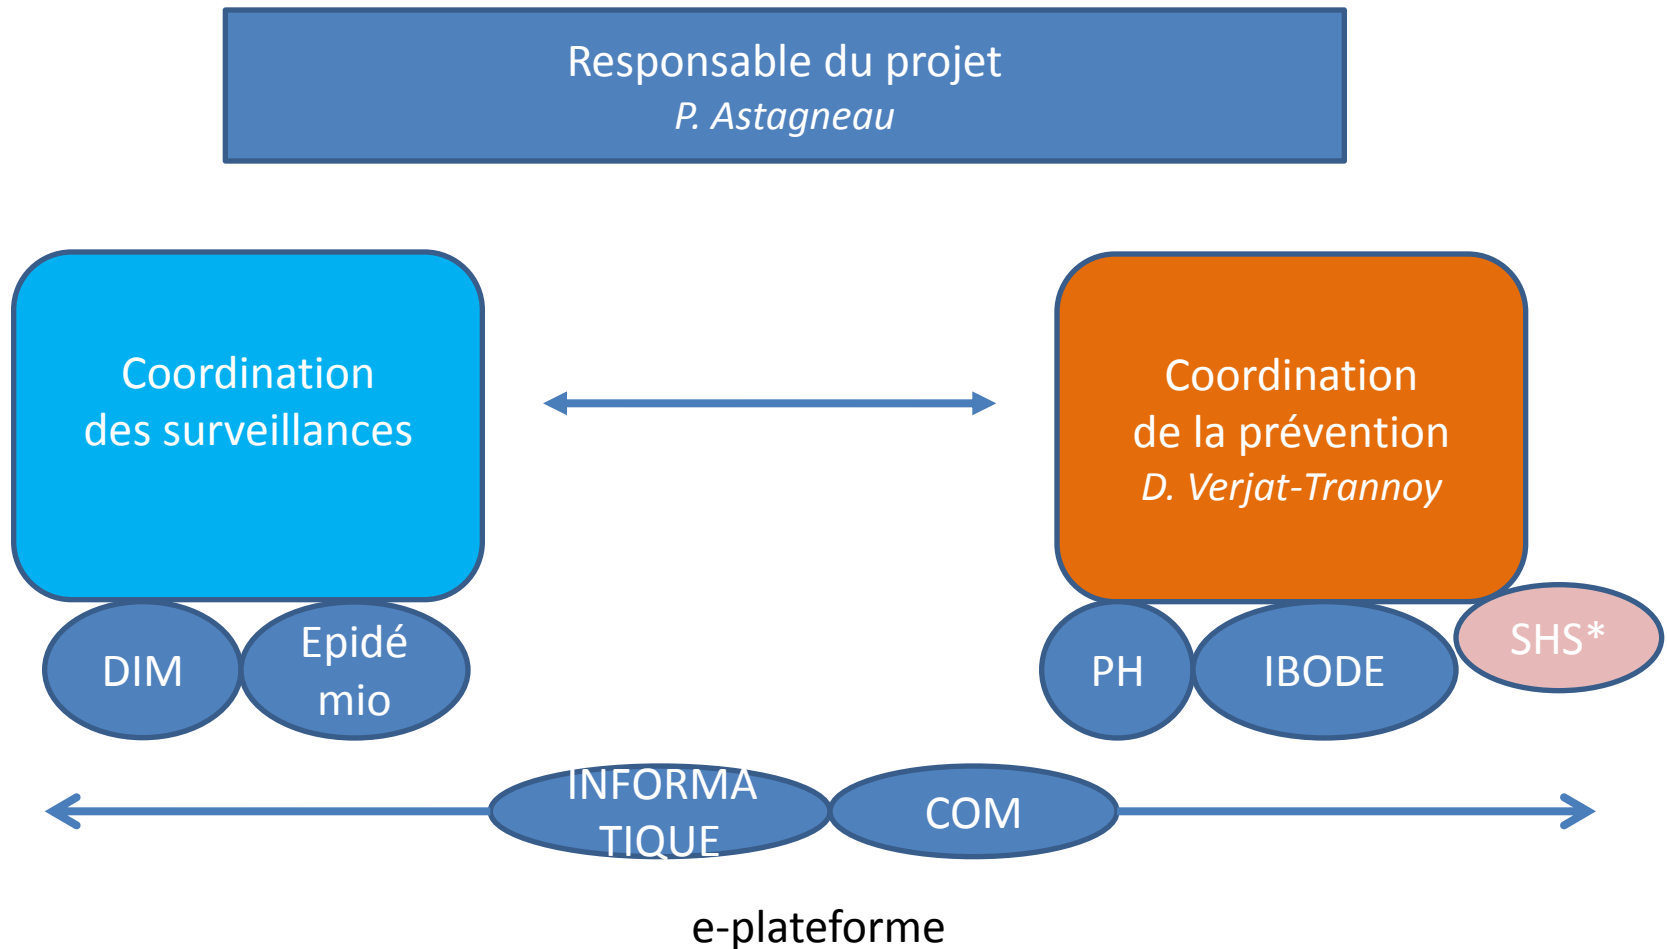 Responsable du projet
P. Astagneau
Coordination
des surveillances
Coordination
de la prévention
D. Verjat-Trannoy
DIM
Epidé
mio
PH
IBODE
SHS*
INFORMA
TIQUE
COM
e-plateforme